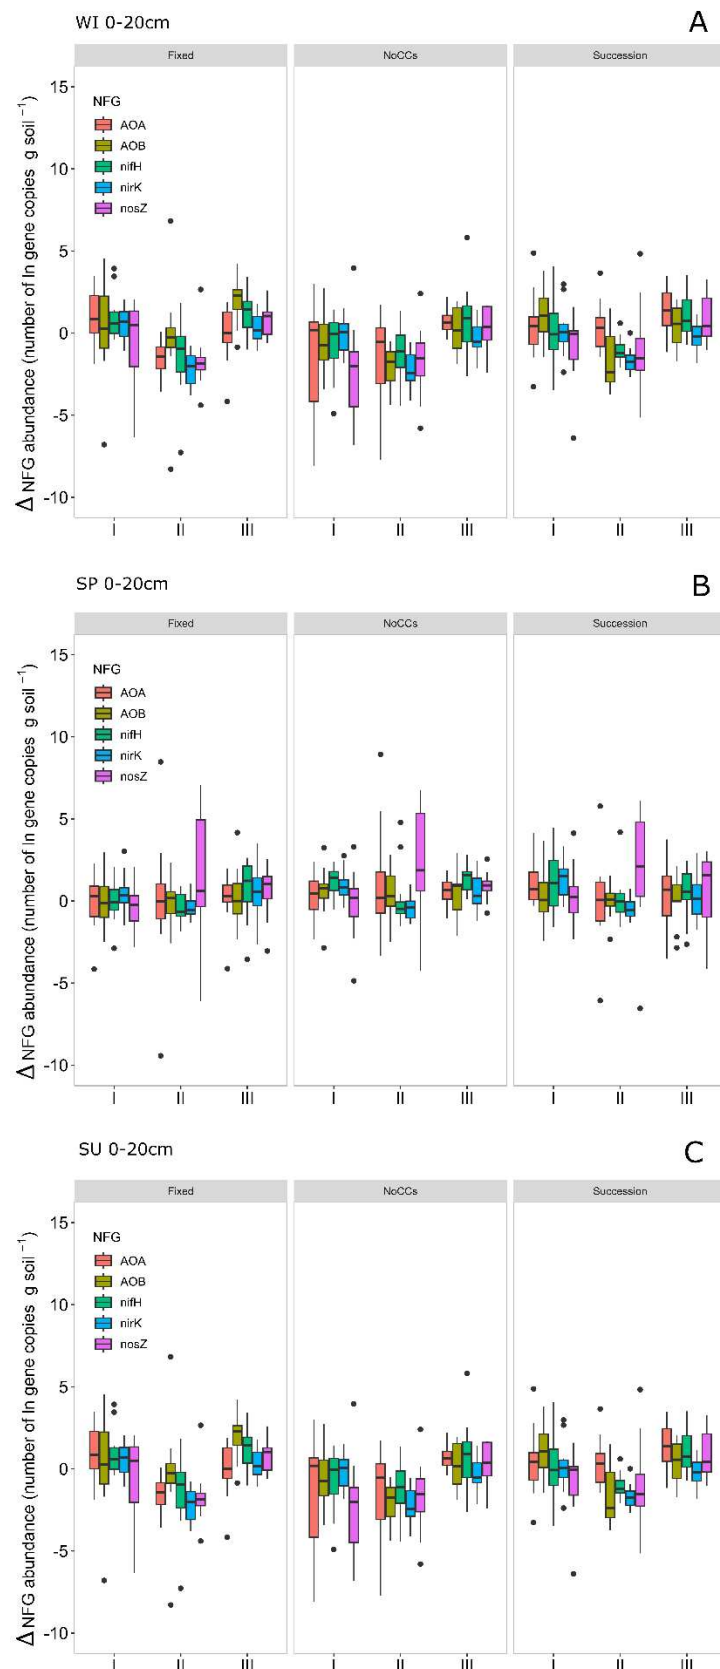 WI 0-20cm
A
Fixed
NoCCs
Succession
Δ NFG abundance (number of ln gene copies g soil ⁻¹)
15
10
5
0
-5
-10
NFG
AOA
AOB
nifH
nirK
nosZ
I II III
I II III
I II III
SP 0-20cm
B
Fixed
NoCCs
Succession
Δ NFG abundance (number of ln gene copies g soil ⁻¹)
15
10
5
0
-5
-10
NFG
AOA
AOB
nifH
nirK
nosZ
I II III
I II III
I II III
SU 0-20cm
C
Fixed
NoCCs
Succession
Δ NFG abundance (number of ln gene copies g soil ⁻¹)
15
10
5
0
-5
-10
NFG
AOA
AOB
nifH
nirK
nosZ
I II III
I II III
I II III